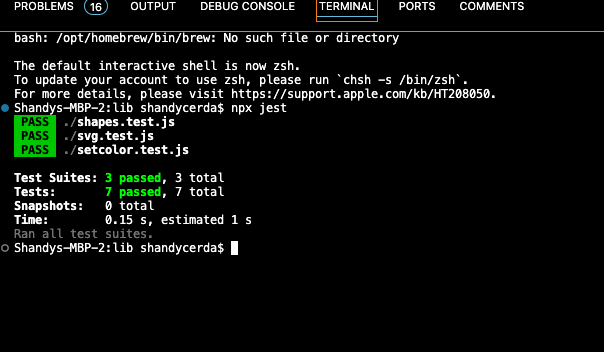 PROBLEMS 16 OUTPUT DEBUG CONSOLE TERMINAL PORTS COMMENTS
bash: /opt/homebrew/bin/brew: No such file or directory
The default interactive shell is now zsh.
To update your account to use zsh, please run `chsh -s /bin/zsh`.
For more details, please visit https://support.apple.com/kb/HT208050.
Shandys-MBP-2:lib shandycerda$ npx jest
PASS ./shapes.test.js
PASS ./svg.test.js
PASS ./setcolor.test.js
Test Suites: 3 passed, 3 total
Tests: 7 passed, 7 total
Snapshots: 0 total
Time: 0.15 s, estimated 1 s
Ran all test suites.
Shandys-MBP-2:lib shandycerda$